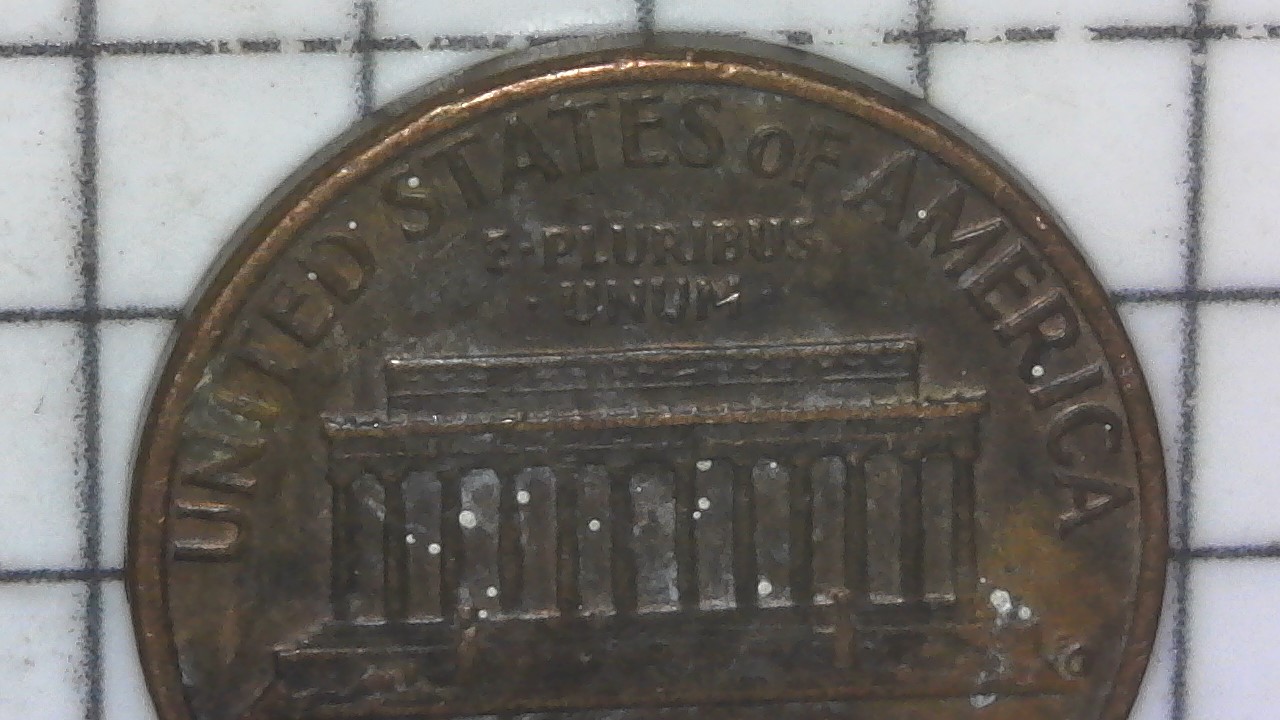 UNITED STATES OF AMERICA
E·PLURIBUS
·UNUM·